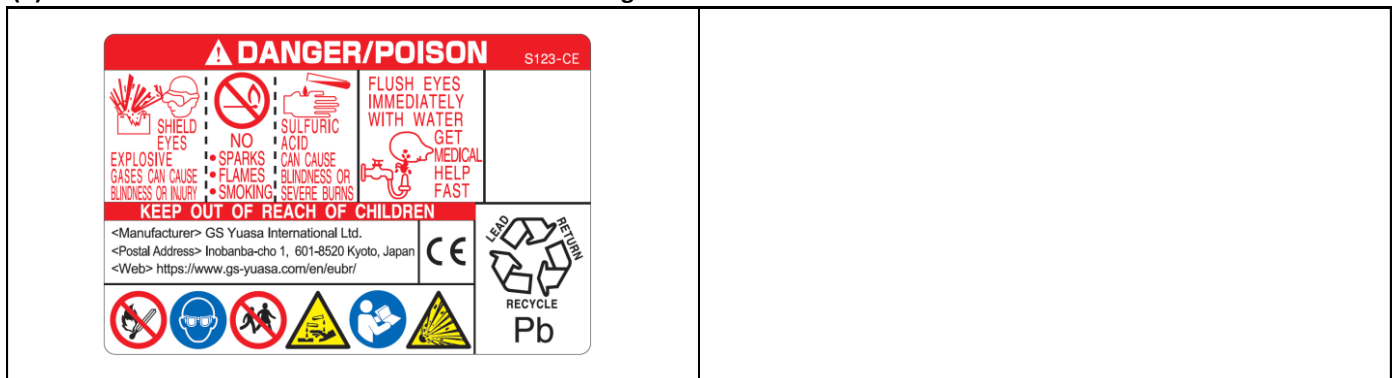 DANGER/POISON
S123-CE
SHIELD
EYES
EXPLOSIVE
GASES CAN CAUSE
BLINDNESS OR INJURY
NO
• SPARKS
• FLAMES
• SMOKING
SULFURIC
ACID
CAN CAUSE
BLINDNESS OR
SEVERE BURNS
FLUSH EYES
IMMEDIATELY
WITH WATER
GET
MEDICAL
HELP
FAST
KEEP OUT OF REACH OF CHILDREN
<Manufacturer> GS Yuasa International Ltd.
<Postal Address> Inobanba-cho 1, 601-8520 Kyoto, Japan
<Web> https://www.gs-yuasa.com/en/eubr/
CE
LEAD
RETURN
RECYCLE
Pb